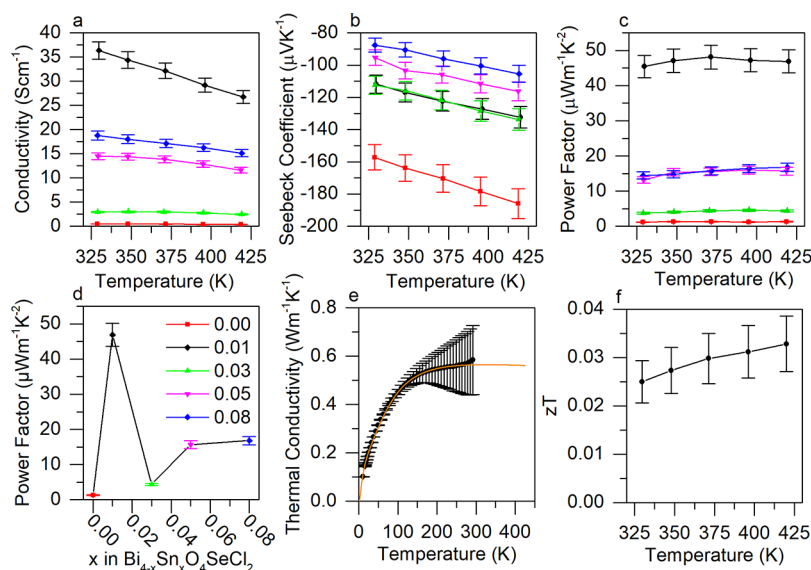 a
Conductivity (Scm⁻¹)
40
35
30
25
20
15
10
5
0
325 350 375 400 425
Temperature (K)
b
Seebeck Coefficient (μVK⁻¹)
-80
-100
-120
-140
-160
-180
-200
325 350 375 400 425
Temperature (K)
c
Power Factor (μWm⁻¹K⁻²)
50
40
30
20
10
0
325 350 375 400 425
Temperature (K)
d
Power Factor (μWm⁻¹K⁻²)
50
40
30
20
10
0
0.00
0.01
0.03
0.05
0.08
0.00 0.02 0.04 0.06 0.08
x in Bi₄₋ₓSnₓO₄SeCl₂
e
Thermal Conductivity (Wm⁻¹K⁻¹)
0.8
0.6
0.4
0.2
0.0
0 100 200 300 400
Temperature (K)
f
zT
0.04
0.03
0.02
0.01
0.00
325 350 375 400 425
Temperature (K)